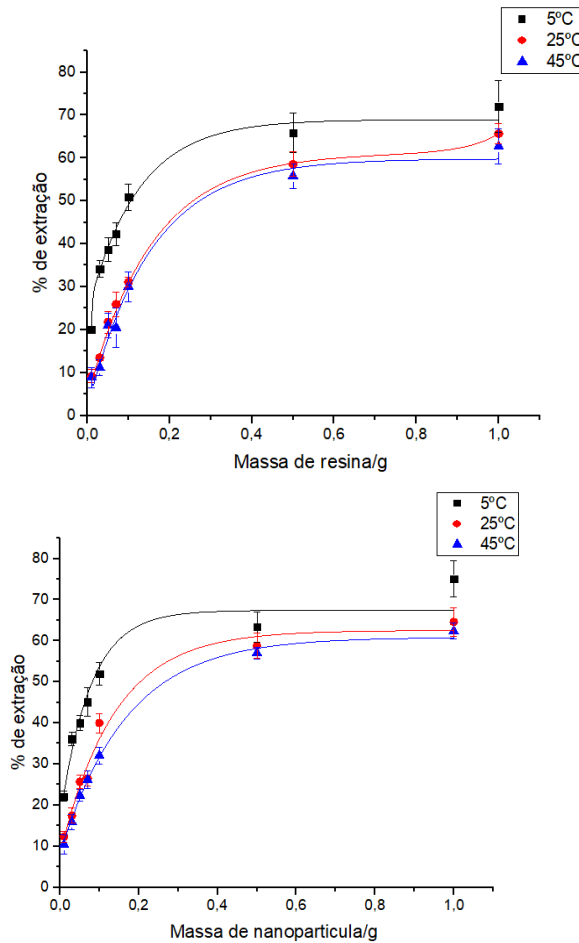 5ºC
25ºC
45ºC
80
70
60
50
40
30
20
10
0
% de extração
0,0 0,2 0,4 0,6 0,8 1,0
Massa de resina/g
5ºC
25ºC
45ºC
80
70
60
50
40
30
20
10
0
% de extração
0,0 0,2 0,4 0,6 0,8 1,0
Massa de nanoparticula/g